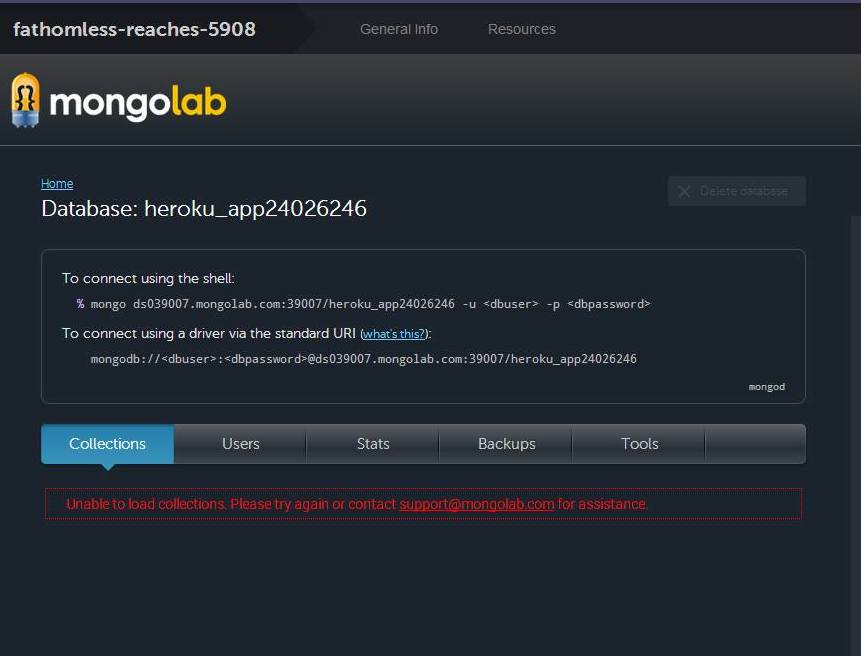 fathomless-reaches-5908 General Info Resources
mongolab
Home
Delete database
Database: heroku_app24026246
To connect using the shell:
% mongo ds039007.mongolab.com:39007/heroku_app24026246 -u <dbuser> -p <dbpassword>
To connect using a driver via the standard URI (what's this?):
mongodb://<dbuser>:<dbpassword>@ds039007.mongolab.com:39007/heroku_app24026246
mongod
Collections Users Stats Backups Tools
Unable to load collections. Please try again or contact support@mongolab.com for assistance.